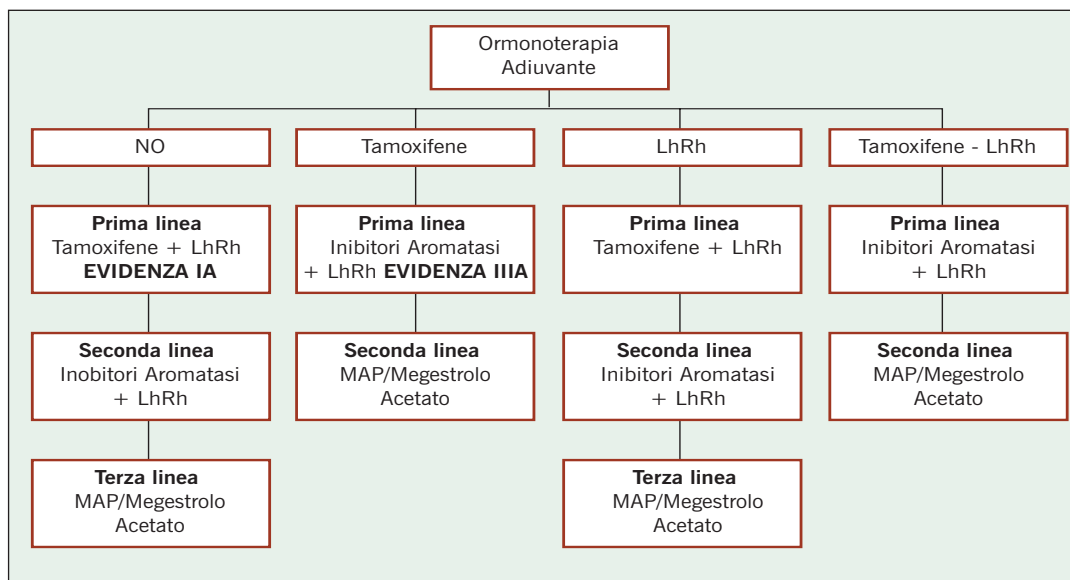 Ormonoterapia
Adiuvante
NO
Tamoxifene
LhRh
Tamoxifene - LhRh
Prima linea
Tamoxifene + LhRh
EVIDENZA IA
Prima linea
Inibitori Aromatasi
+ LhRh EVIDENZA IIIA
Prima linea
Tamoxifene + LhRh
Prima linea
Inibitori Aromatasi
+ LhRh
Seconda linea
Inobitori Aromatasi
+ LhRh
Seconda linea
MAP/Megestrolo
Acetato
Seconda linea
Inibitori Aromatasi
+ LhRh
Seconda linea
MAP/Megestrolo
Acetato
Terza linea
MAP/Megestrolo
Acetato
Terza linea
MAP/Megestrolo
Acetato